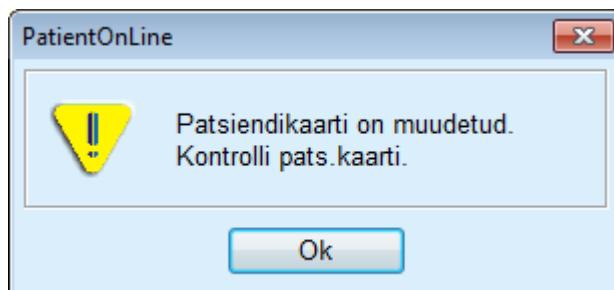 PatientOnLine
Patsiendikaarti on muudetud.
Kontrolli pats.kaarti.
Ok